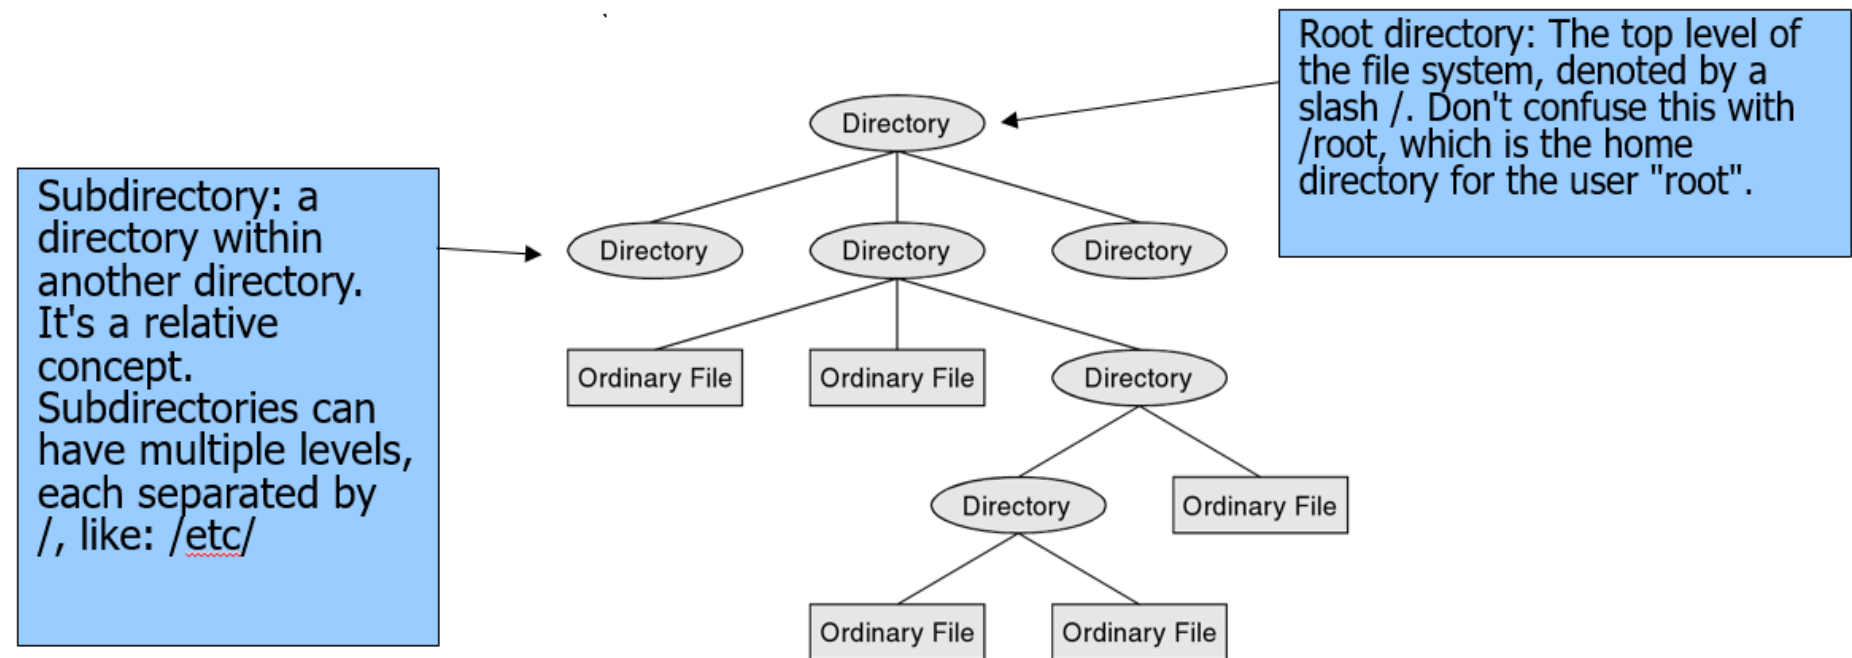 Root directory: The top level of
the file system, denoted by a
slash /. Don't confuse this with
/root, which is the home
directory for the user "root".
Directory
Subdirectory: a
directory within
another directory.
It's a relative
concept.
Subdirectories can
have multiple levels,
each separated by
/, like: /etc/
Directory
Directory
Directory
Ordinary File
Ordinary File
Directory
Directory
Ordinary File
Ordinary File
Ordinary File